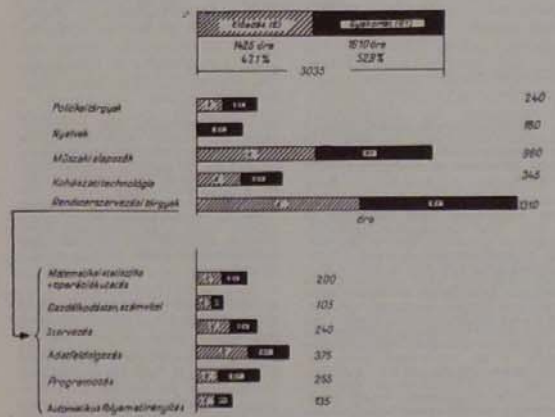 Előadás (E)
Gyakorlat (GY)
1425 óra
1610 óra
47,1 %
52,9 %
3035
Politikai tárgyak
240
Nyelvek
180
Műszaki alapozás
960
Kohászati technológia
345
Rendszerszervezési tárgyak
1310
óra
Matematikai statisztika
+ operációkutatás
200
Gazdálkodástan, számvitel
105
Szervezés
240
Adatfeldolgozás
375
Programozás
255
Automatikus folyamatirányítás
135